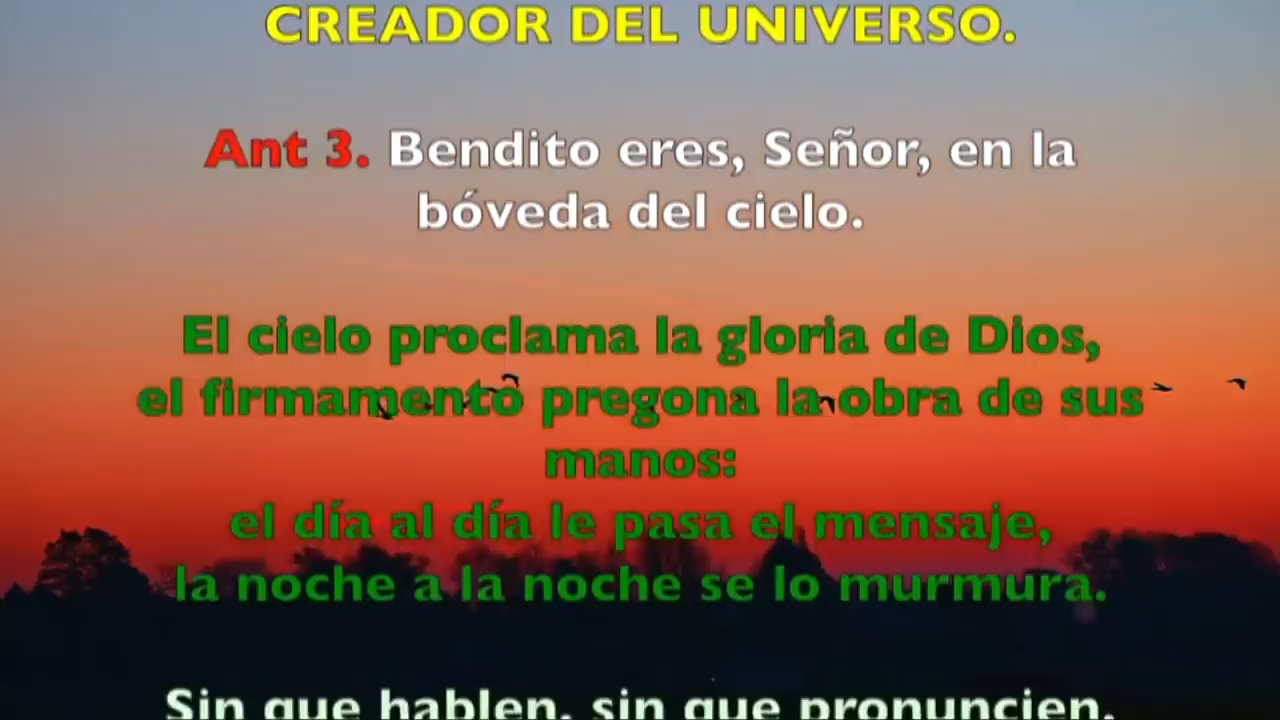 CREADOR DEL UNIVERSO.
Ant 3. Bendito eres, Señor, en la
bóveda del cielo.
El cielo proclama la gloria de Dios,
el firmamento pregona la obra de sus
manos:
el día al día le pasa el mensaje,
la noche a la noche se lo murmura.
Sin que hablen, sin que pronuncien,